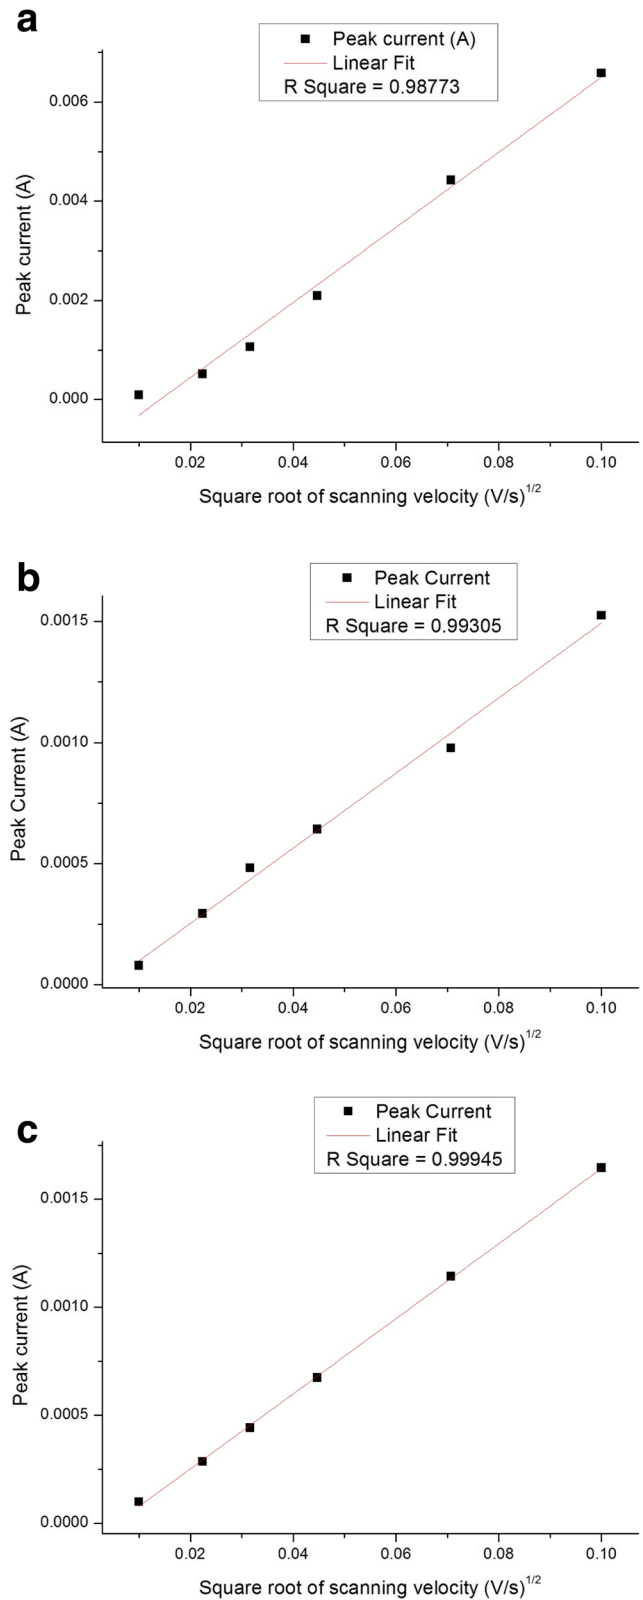 a
Peak current (A)
Linear Fit
R Square = 0.98773
0.006
0.004
0.002
0.000
Peak current (A)
0.02 0.04 0.06 0.08 0.10
Square root of scanning velocity (V/s)^1/2
b
Peak Current
Linear Fit
R Square = 0.99305
0.0015
0.0010
0.0005
0.0000
Peak Current (A)
0.02 0.04 0.06 0.08 0.10
Square root of scanning velocity (V/s)^1/2
c
Peak Current
Linear Fit
R Square = 0.99945
0.0015
0.0010
0.0005
0.0000
Peak current (A)
0.02 0.04 0.06 0.08 0.10
Square root of scanning velocity (V/s)^1/2